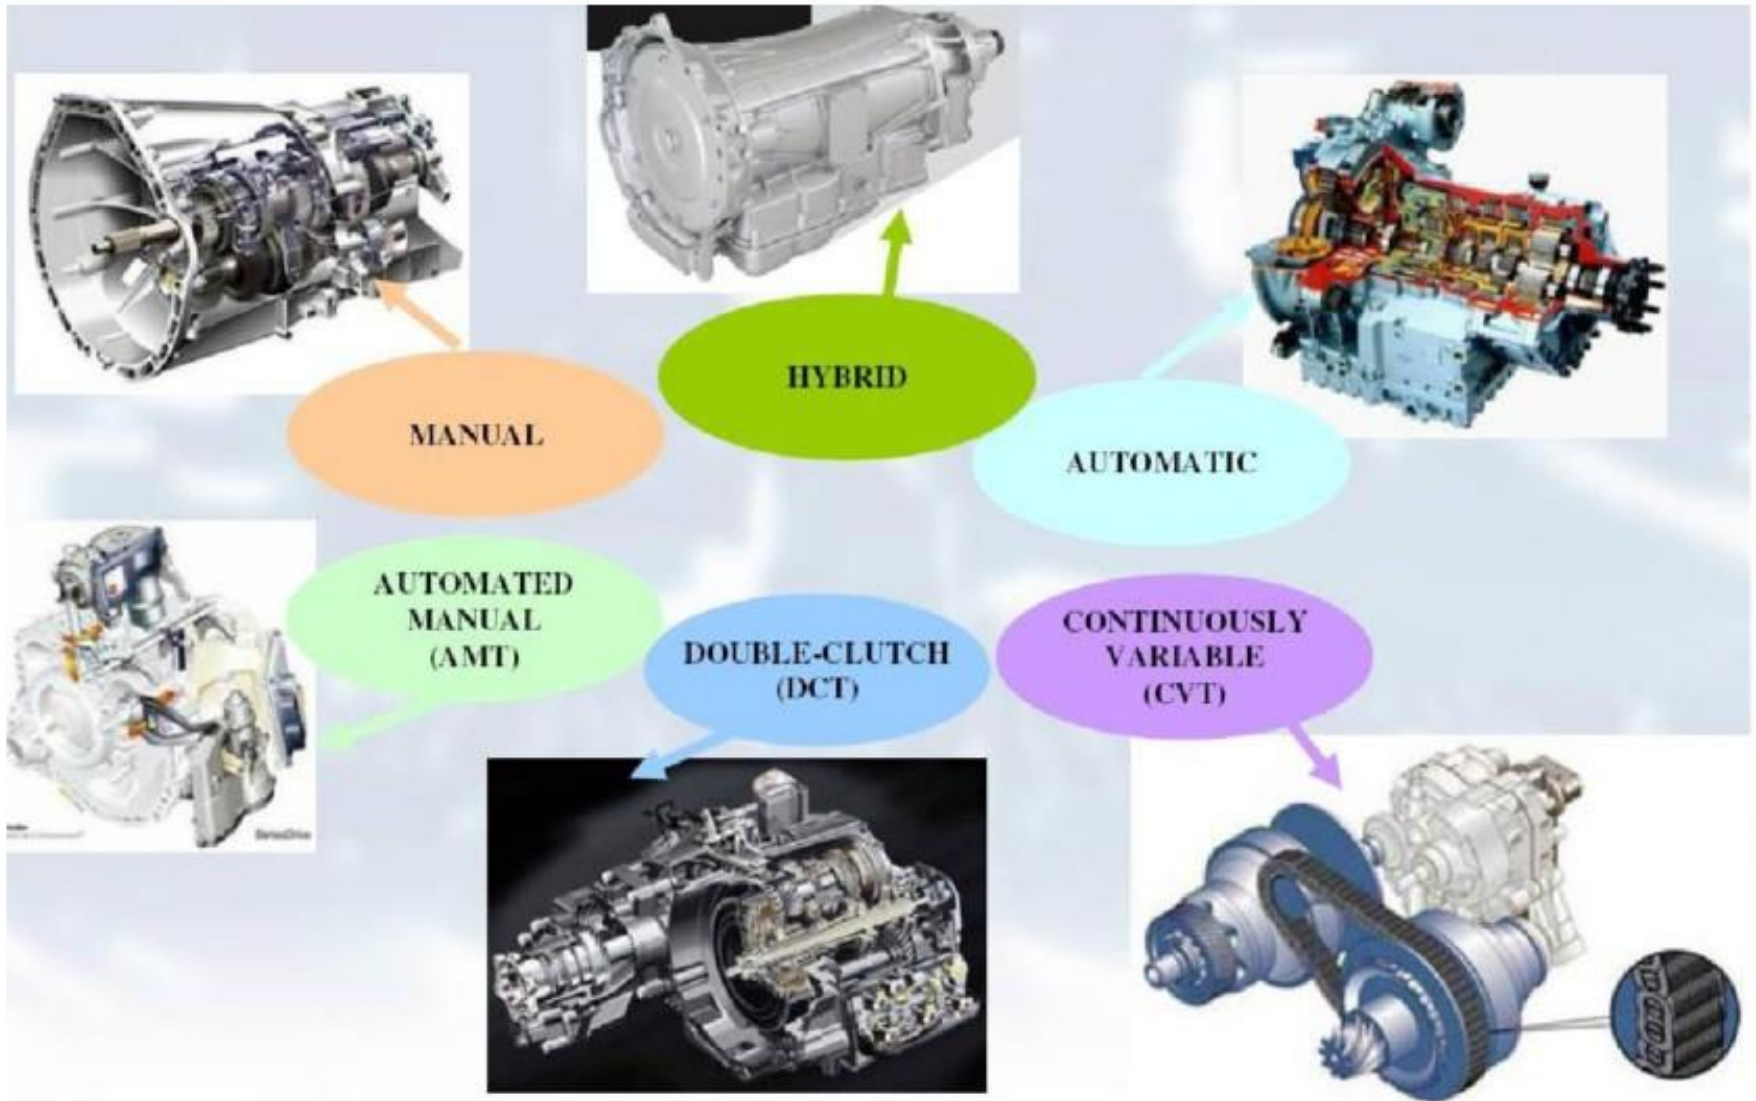 HYBRID
MANUAL
AUTOMATIC
AUTOMATED
MANUAL
(AMT)
DOUBLE-CLUTCH
(DCT)
CONTINUOUSLY
VARIABLE
(CVT)